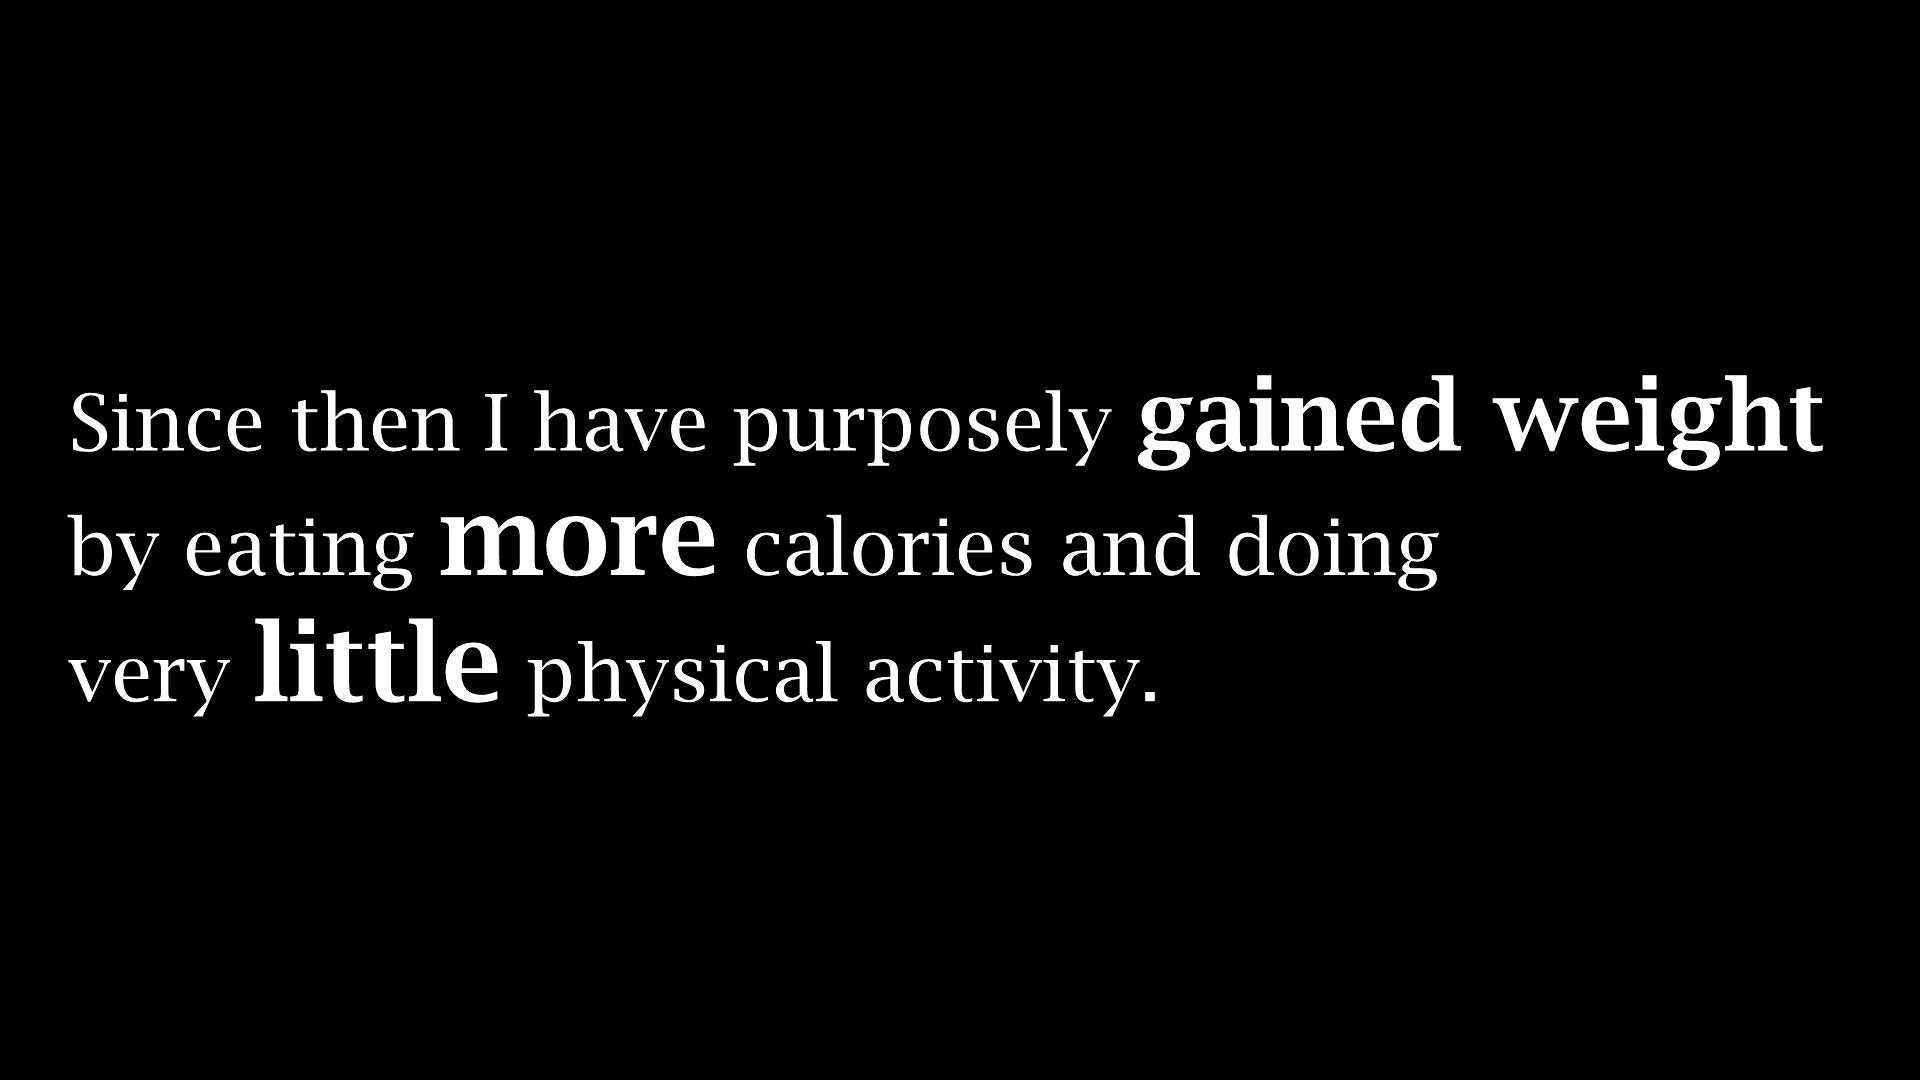 Since then I have purposely gained weight
by eating more calories and doing
very little physical activity.